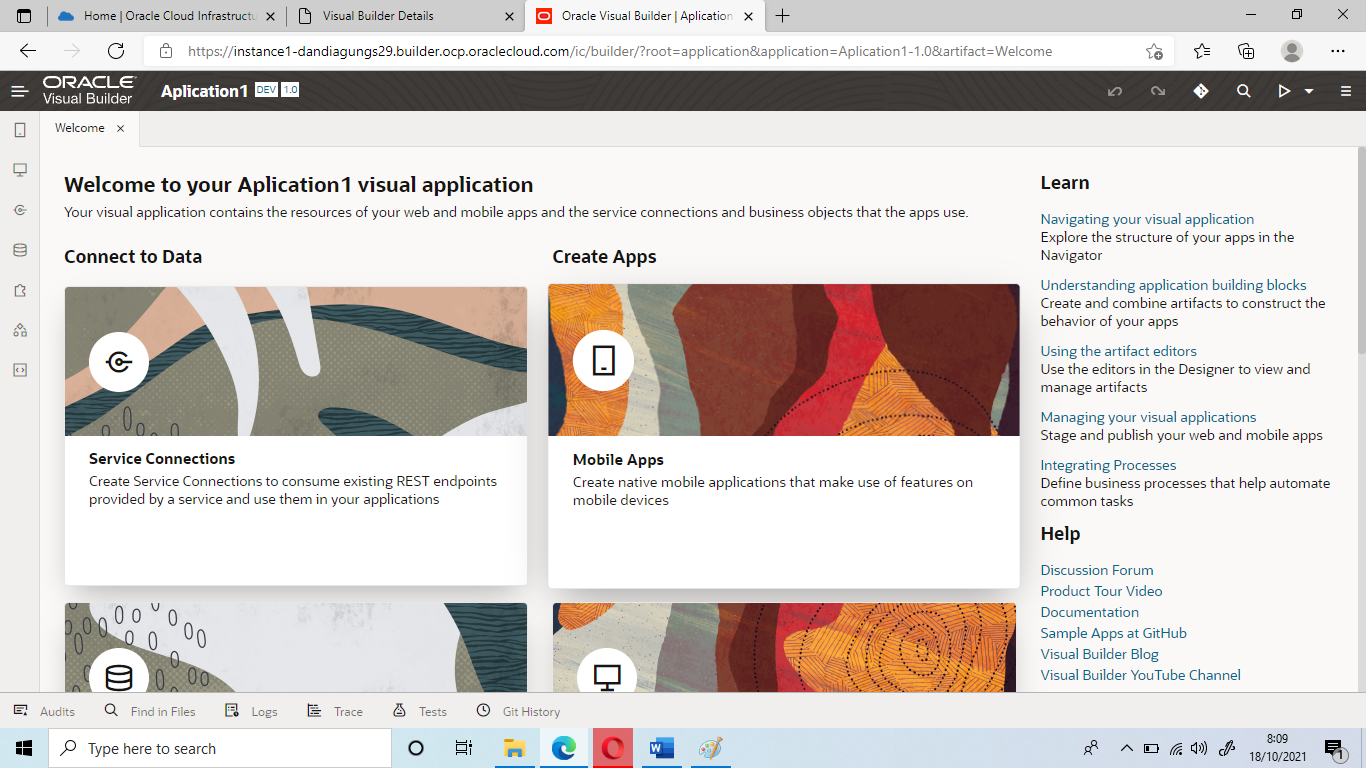 Home | Oracle Cloud Infrastructu
Visual Builder Details
Oracle Visual Builder | Aplication
https://instance1-dandiagungs29.builder.ocp.oraclecloud.com/ic/builder/?root=application&application=Aplication1-1.0&artifact=Welcome
ORACLE
Visual Builder
Aplication1 DEV 1.0
Welcome
Welcome to your Aplication1 visual application
Your visual application contains the resources of your web and mobile apps and the service connections and business objects that the apps use.
Connect to Data
Service Connections
Create Service Connections to consume existing REST endpoints
provided by a service and use them in your applications
Create Apps
Mobile Apps
Create native mobile applications that make use of features on
mobile devices
Learn
Navigating your visual application
Explore the structure of your apps in the
Navigator
Understanding application building blocks
Create and combine artifacts to construct the
behavior of your apps
Using the artifact editors
Use the editors in the Designer to view and
manage artifacts
Managing your visual applications
Stage and publish your web and mobile apps
Integrating Processes
Define business processes that help automate
common tasks
Help
Discussion Forum
Product Tour Video
Documentation
Sample Apps at GitHub
Visual Builder Blog
Visual Builder YouTube Channel
Audits
Find in Files
Logs
Trace
Tests
Git History
Type here to search
8:09
18/10/2021
1